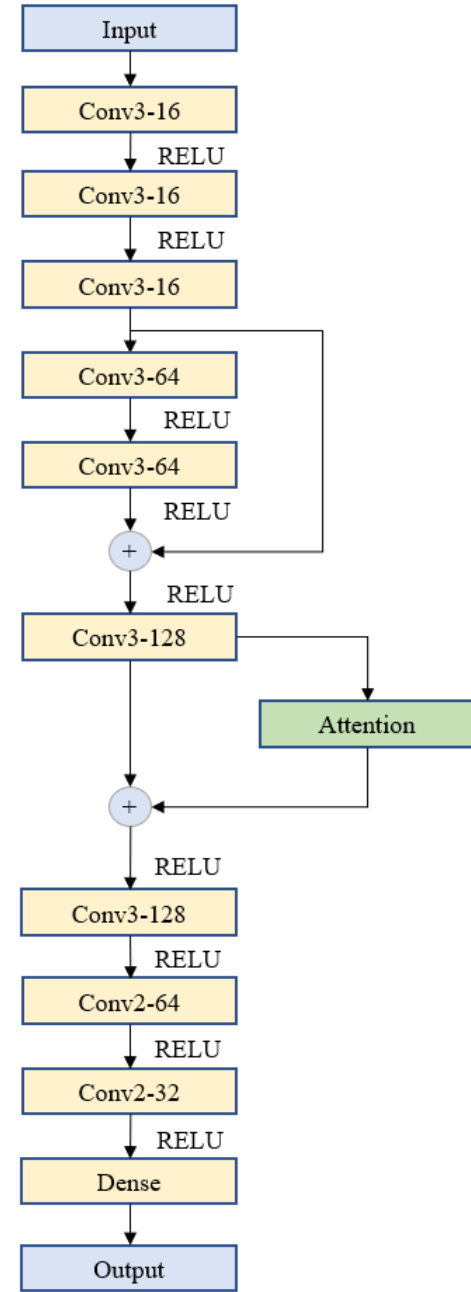 Input
Conv3-16
RELU
Conv3-16
RELU
Conv3-16
Conv3-64
RELU
Conv3-64
RELU
+
RELU
Conv3-128
Attention
+
RELU
Conv3-128
RELU
Conv2-64
RELU
Conv2-32
RELU
Dense
Output